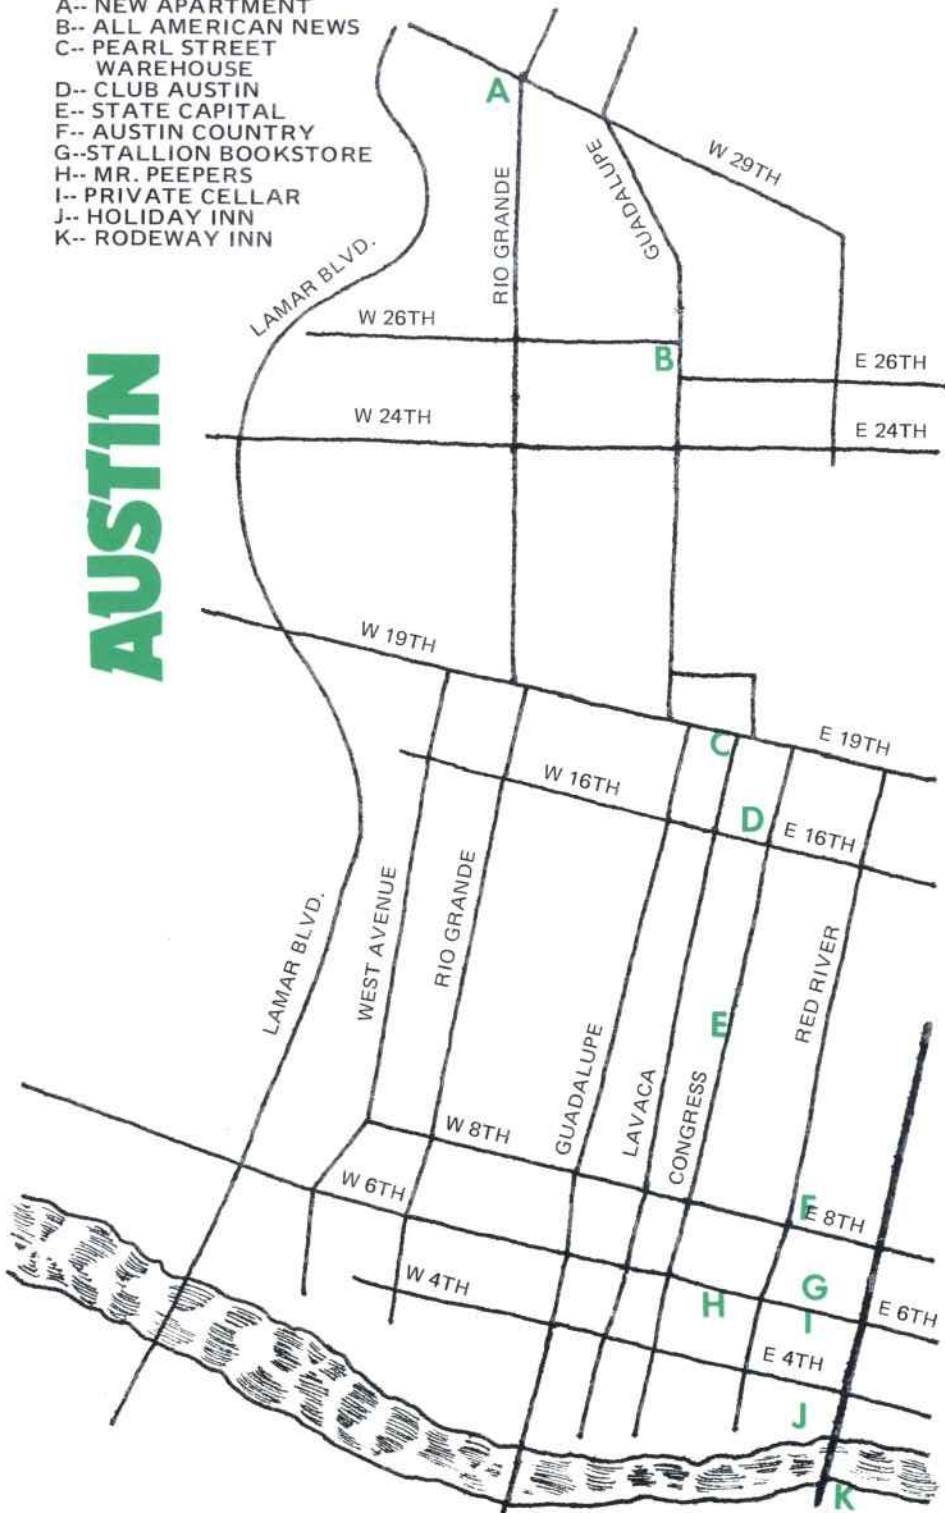 A-- NEW APARTMENT
B-- ALL AMERICAN NEWS
C-- PEARL STREET
WAREHOUSE
D-- CLUB AUSTIN
E-- STATE CAPITAL
F-- AUSTIN COUNTRY
G--STALLION BOOKSTORE
H-- MR. PEEPERS
I-- PRIVATE CELLAR
J-- HOLIDAY INN
K-- RODEWAY INN
AUSTIN
A
W 29TH
GUADALUPE
RIO GRANDE
LAMAR BLVD.
W 26TH
B
E 26TH
W 24TH
E 24TH
W 19TH
C
E 19TH
W 16TH
D
E 16TH
LAMAR BLVD.
WEST AVENUE
RIO GRANDE
GUADALUPE
LAVACA
CONGRESS
E
RED RIVER
W 8TH
F
E 8TH
W 6TH
G
H
I
E 6TH
W 4TH
E 4TH
J
K